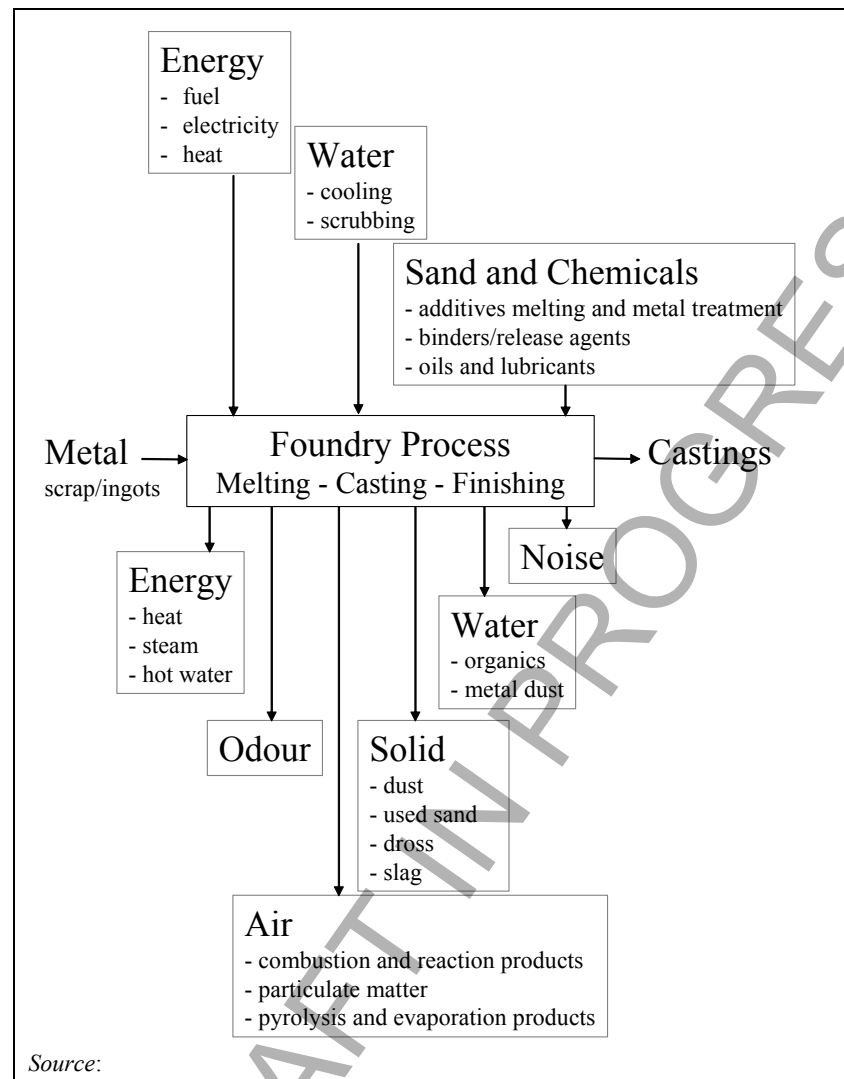 Energy
- fuel
- electricity
- heat
Water
- cooling
- scrubbing
Sand and Chemicals
- additives melting and metal treatment
- binders/release agents
- oils and lubricants
Metal
scrap/ingots
Foundry Process
Melting - Casting - Finishing
Castings
Energy
- heat
- steam
- hot water
Odour
Air
- combustion and reaction products
- particulate matter
- pyrolysis and evaporation products
Solid
- dust
- used sand
- dross
- slag
Water
- organics
- metal dust
Noise
Source:
AFT IN PROGRES